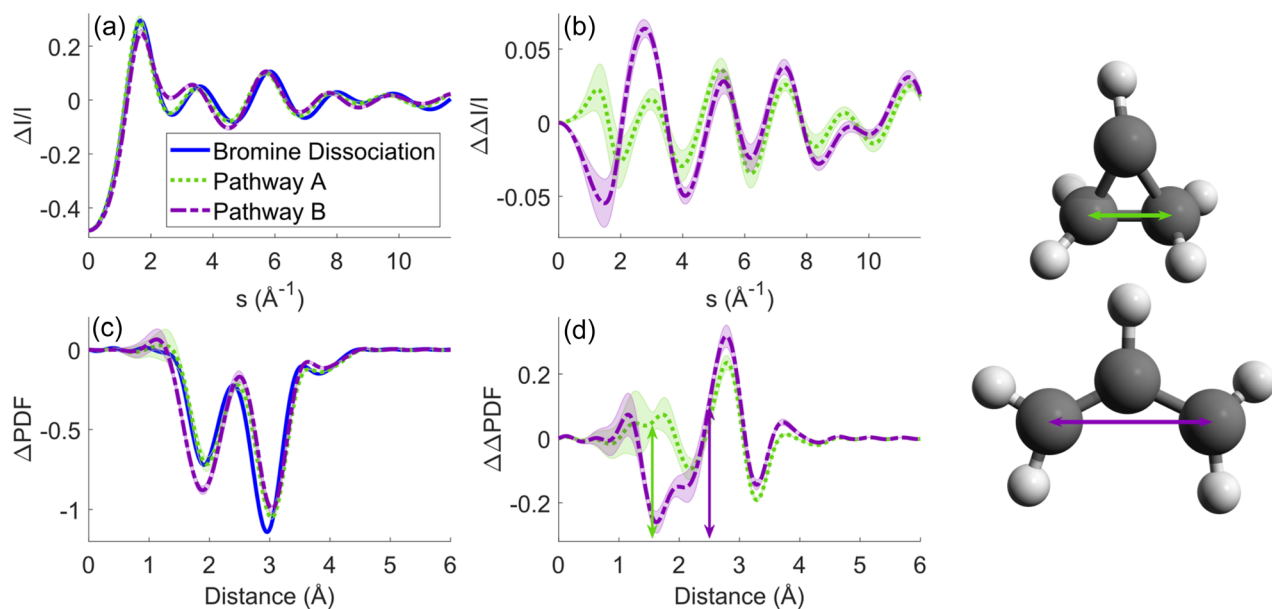 (a)
0.2
0
-0.2
-0.4
ΔI/I
Bromine Dissociation
Pathway A
Pathway B
0 2 4 6 8 10
s (Å⁻¹)
(b)
0.05
0
-0.05
ΔΔI/I
0 2 4 6 8 10
s (Å⁻¹)
(c)
0
-0.5
-1
ΔPDF
0 1 2 3 4 5 6
Distance (Å)
(d)
0.2
0
-0.2
ΔΔPDF
0 1 2 3 4 5 6
Distance (Å)